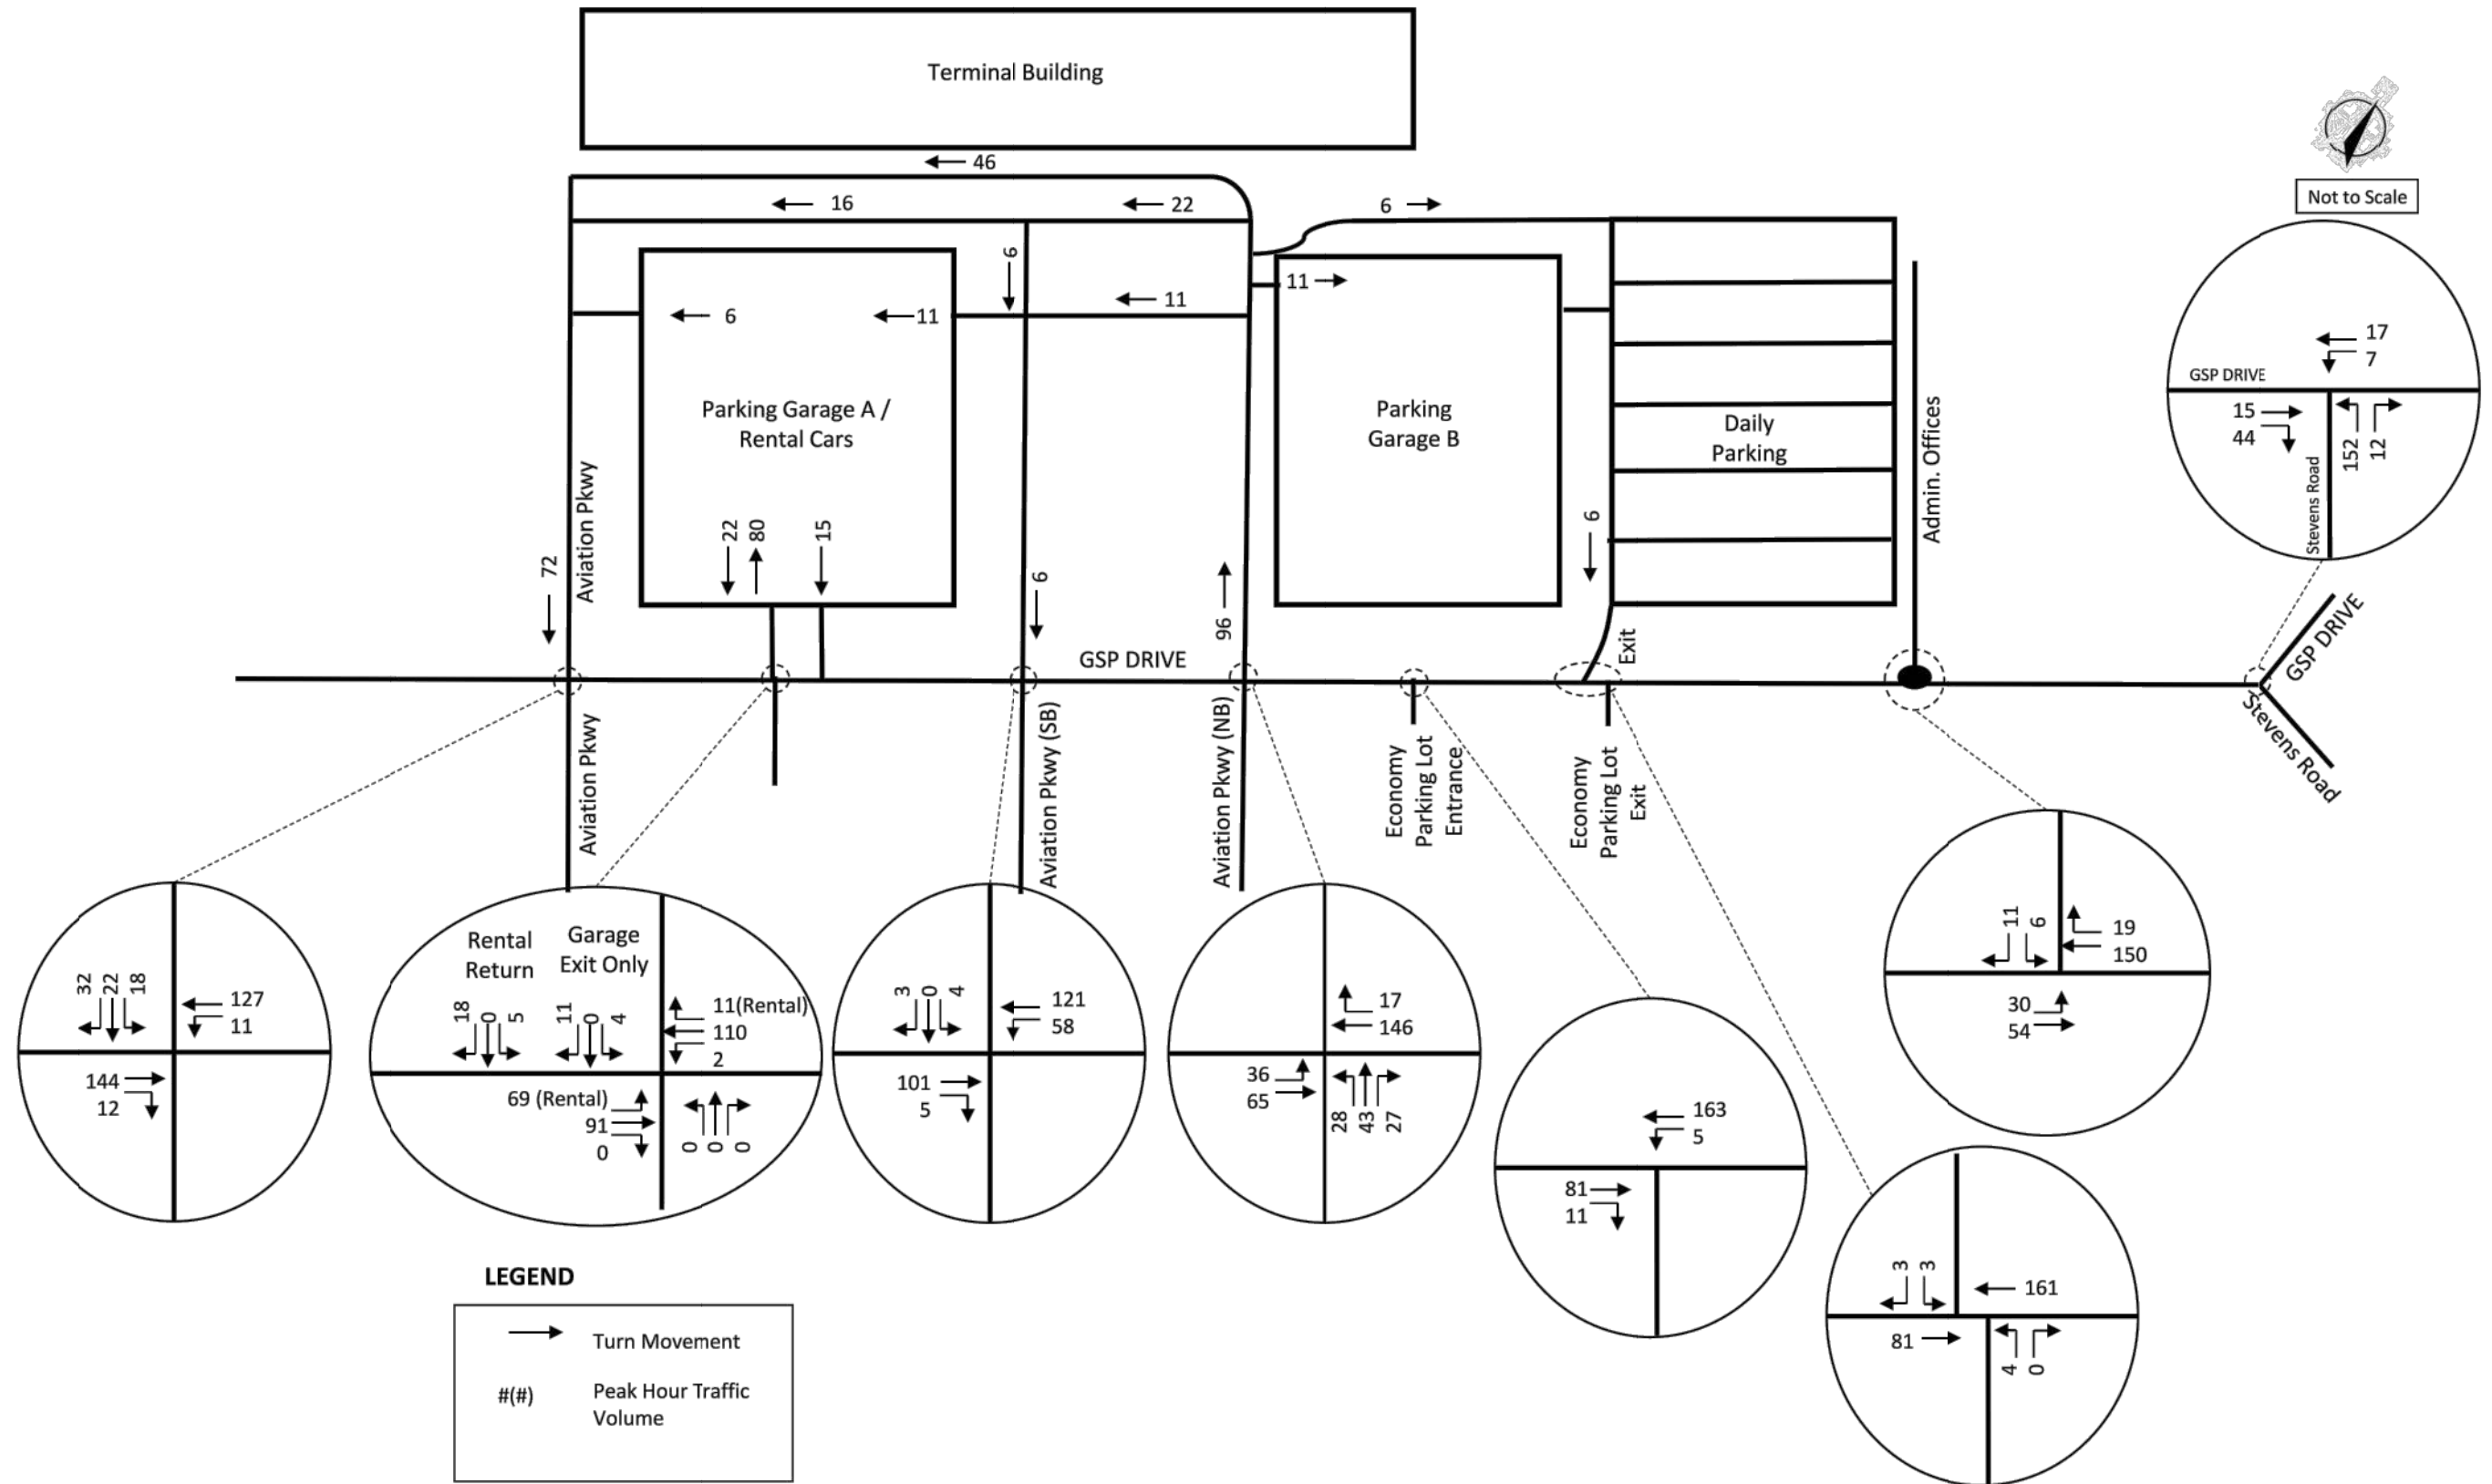 Terminal Building
46
16
22
6
Not to Scale
6
11
11
6
11
17
7
GSP DRIVE
15
44
152
12
Stevens Road
Parking Garage A /
Rental Cars
Parking
Garage B
Daily
Parking
Admin. Offices
22
80
15
72
Aviation Pkwy
6
96
6
Exit
GSP DRIVE
GSP DRIVE
Stevens Road
Aviation Pkwy
Aviation Pkwy (SB)
Aviation Pkwy (NB)
Economy
Parking Lot
Entrance
Economy
Parking Lot
Exit
32
22
18
127
11
144
12
Rental
Return
Garage
Exit Only
18
0
5
11
0
4
11(Rental)
110
2
69 (Rental)
91
0
0
0
0
3
0
4
121
58
101
5
17
146
36
65
28
43
27
163
5
81
11
11
6
19
150
30
54
3
3
161
81
4
0
LEGEND
Turn Movement
#(#)
Peak Hour Traffic
Volume